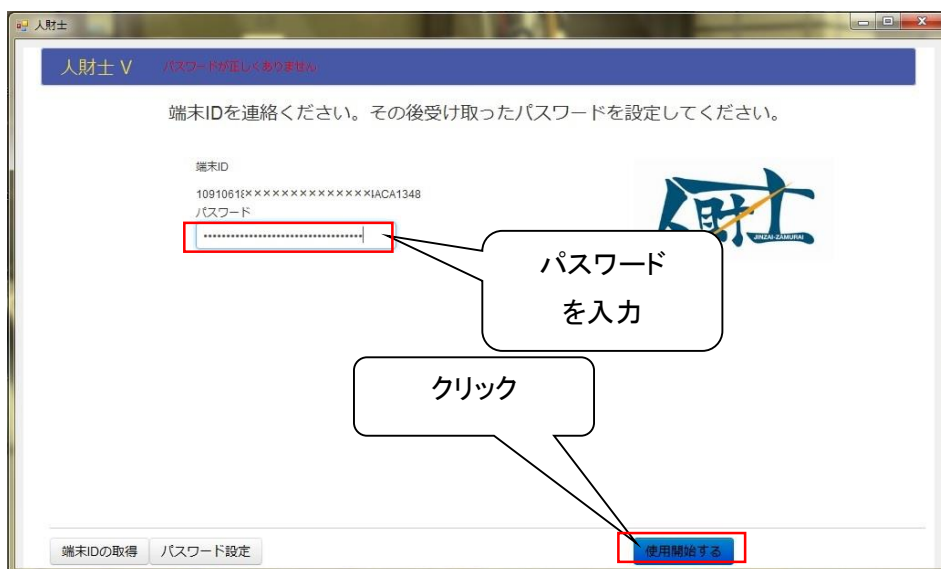 人財士
人財士 V パスワードが正しくありません
端末IDを連絡ください。その後受け取ったパスワードを設定してください。
端末ID
10910618××××××××××××××4ACA1348
パスワード
人財士
JINZAI-ZAMURAI
パスワード
を入力
クリック
端末IDの取得 パスワード設定 使用開始する